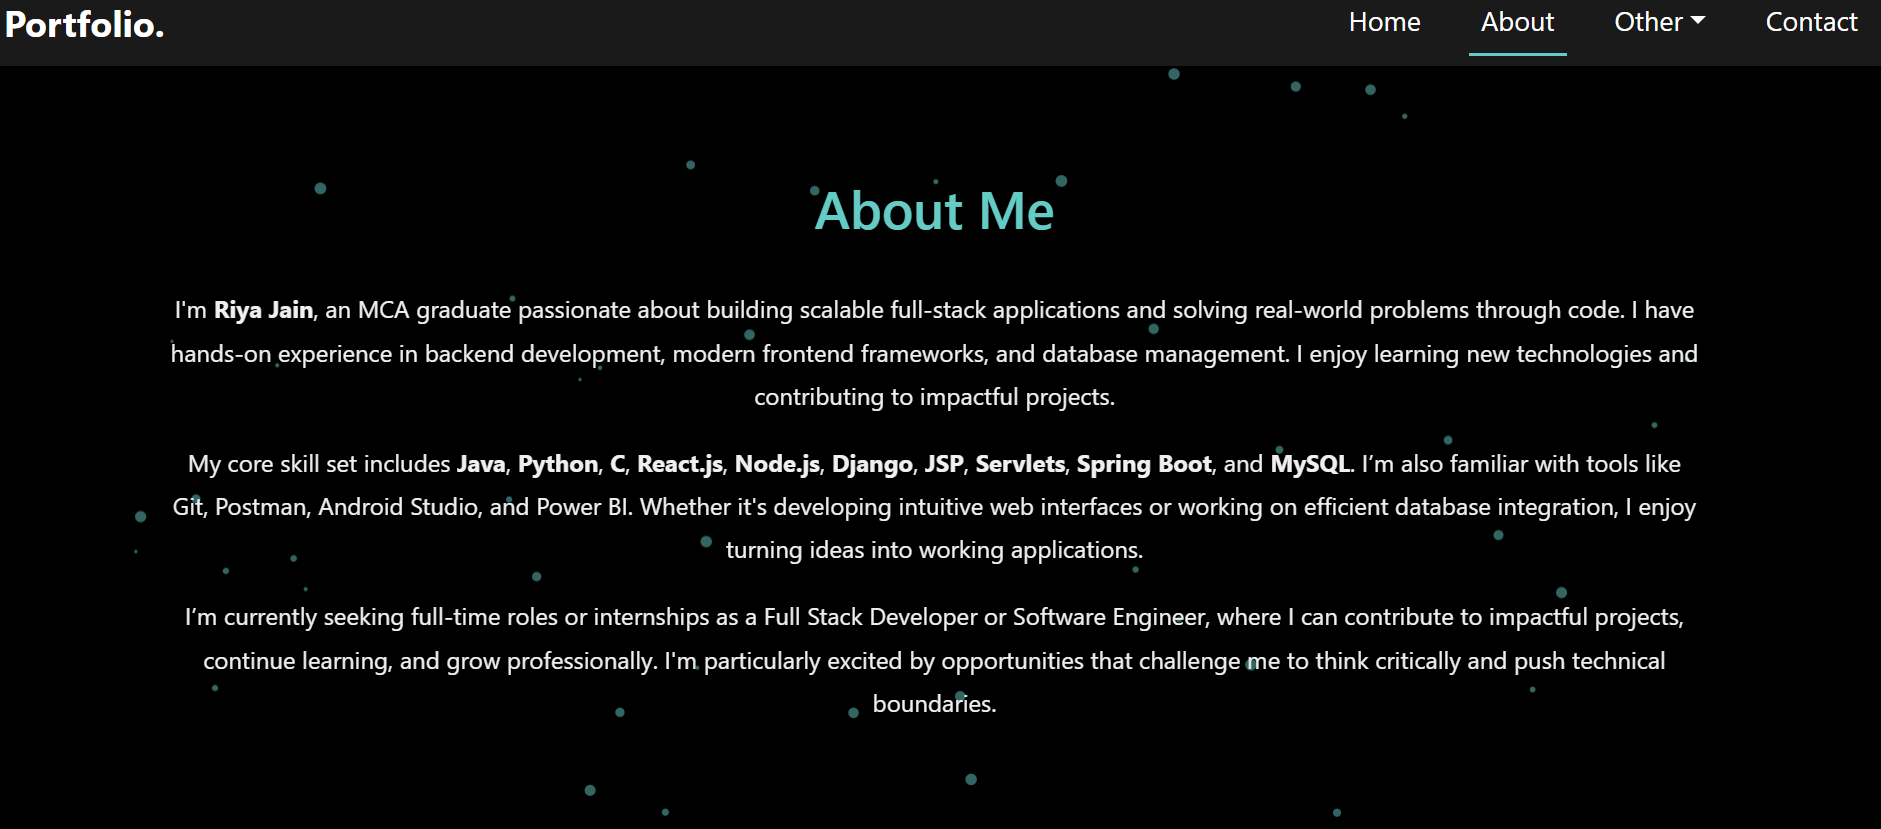 Portfolio.
Home About Other Contact
About Me
I'm Riya Jain, an MCA graduate passionate about building scalable full-stack applications and solving real-world problems through code. I have
hands-on experience in backend development, modern frontend frameworks, and database management. I enjoy learning new technologies and
contributing to impactful projects.
My core skill set includes Java, Python, C, React.js, Node.js, Django, JSP, Servlets, Spring Boot, and MySQL. I’m also familiar with tools like
Git, Postman, Android Studio, and Power BI. Whether it's developing intuitive web interfaces or working on efficient database integration, I enjoy
turning ideas into working applications.
I’m currently seeking full-time roles or internships as a Full Stack Developer or Software Engineer, where I can contribute to impactful projects,
continue learning, and grow professionally. I'm particularly excited by opportunities that challenge me to think critically and push technical
boundaries.